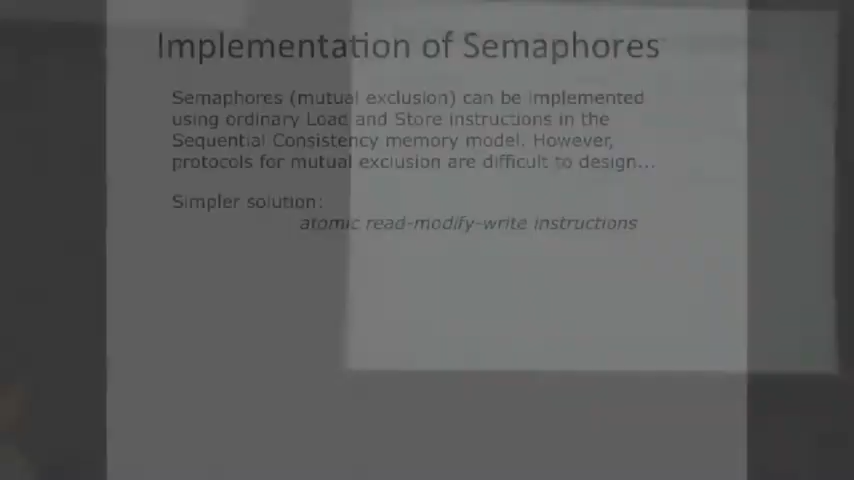 Implementation of Semaphores
Semaphores (mutual exclusion) can be implemented
using ordinary Load and Store instructions in the
Sequential Consistency memory model. However,
protocols for mutual exclusion are difficult to design…
Simpler solution:
atomic read-modify-write instructions